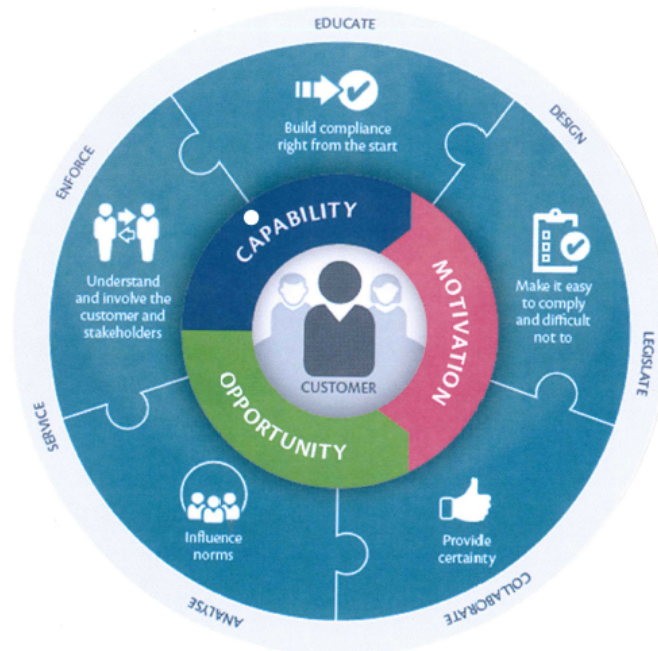 EDUCATE
DESIGN
LEGISLATE
COLLABORATE
ANALYSE
SERVICE
ENFORCE
Build compliance
right from the start
Make it easy
to comply
and difficult
not to
Provide
certainty
Influence
norms
Understand
and involve the
customer and
stakeholders
CAPABILITY
MOTIVATION
OPPORTUNITY
CUSTOMER